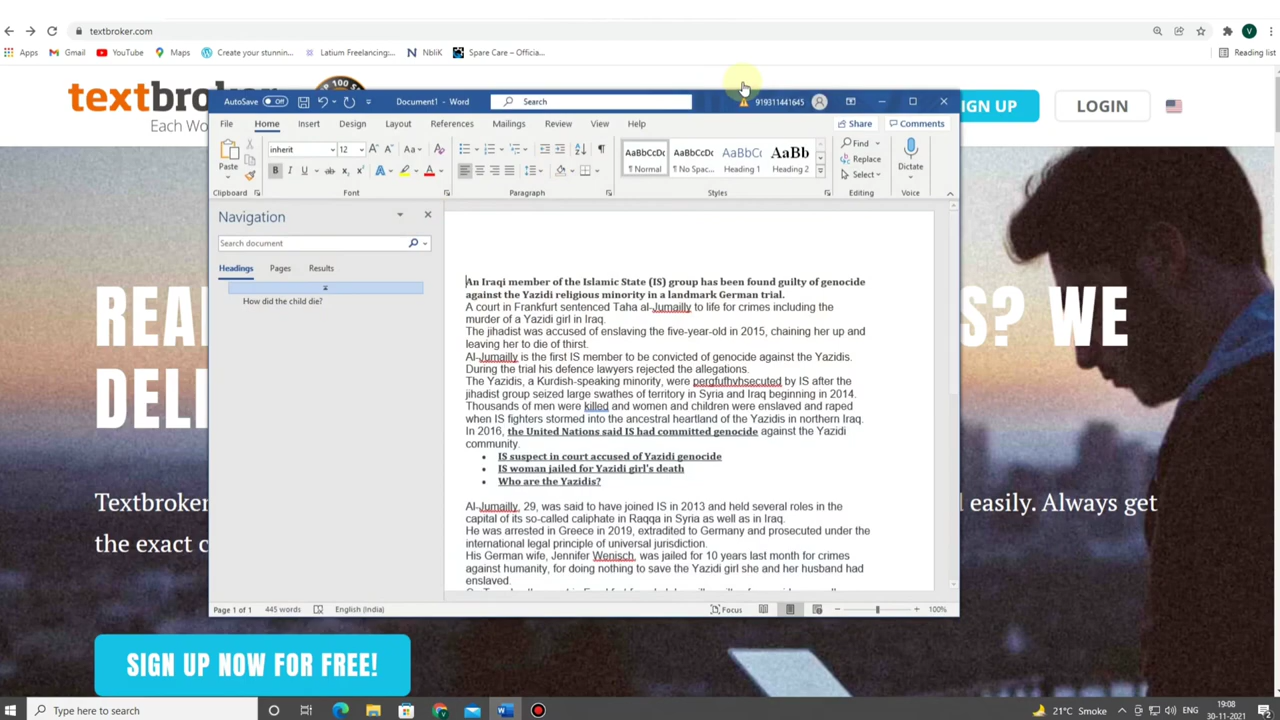 textbroker.com
Apps Gmail YouTube Maps Create your stunnin... Latium Freelancing:... NbliK Spare Care – Officia... Reading list
textbroker
Each Wo
SIGN UP LOGIN
AutoSave Off Document1 - Word Search 919311441645
File Home Insert Design Layout References Mailings Review View Help Share Comments
inherit 12 Aa
AaBbCcDc AaBbCcDc AaBbCc AaBb
Paste ¶ Normal ¶ No Spac... Heading 1 Heading 2
Find
Replace
Select
Dictate
Clipboard Font Paragraph Styles Editing Voice
Navigation
Search document
Headings Pages Results
How did the child die?
An Iraqi member of the Islamic State (IS) group has been found guilty of genocide
against the Yazidi religious minority in a landmark German trial.
A court in Frankfurt sentenced Taha al-Jumailly to life for crimes including the
murder of a Yazidi girl in Iraq.
The jihadist was accused of enslaving the five-year-old in 2015, chaining her up and
leaving her to die of thirst.
Al-Jumailly is the first IS member to be convicted of genocide against the Yazidis.
During the trial his defence lawyers rejected the allegations.
The Yazidis, a Kurdish-speaking minority, were pergfufhvhsecuted by IS after the
jihadist group seized large swathes of territory in Syria and Iraq beginning in 2014.
Thousands of men were killed and women and children were enslaved and raped
when IS fighters stormed into the ancestral heartland of the Yazidis in northern Iraq.
In 2016, the United Nations said IS had committed genocide against the Yazidi
community.
• IS suspect in court accused of Yazidi genocide
• IS woman jailed for Yazidi girl's death
• Who are the Yazidis?
Al-Jumailly, 29, was said to have joined IS in 2013 and held several roles in the
capital of its so-called caliphate in Raqqa in Syria as well as in Iraq.
He was arrested in Greece in 2019, extradited to Germany and prosecuted under the
international legal principle of universal jurisdiction.
His German wife, Jennifer Wenisch, was jailed for 10 years last month for crimes
against humanity, for doing nothing to save the Yazidi girl she and her husband had
enslaved.
Page 1 of 1 445 words English (India) Focus 100%
REA S? WE
DELI
Textbroker easily. Always get
the exact c
SIGN UP NOW FOR FREE!
Type here to search 21°C Smoke ENG 19:08
30-11-2021